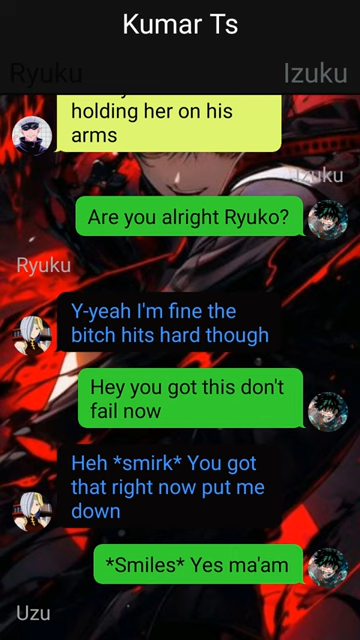 Kumar Ts
Ryuku
Izuku
holding her on his
arms
Izuku
Are you alright Ryuko?
Ryuku
Y-yeah I'm fine the
bitch hits hard though
Hey you got this don't
fail now
Heh *smirk* You got
that right now put me
down
*Smiles* Yes ma'am
Uzu